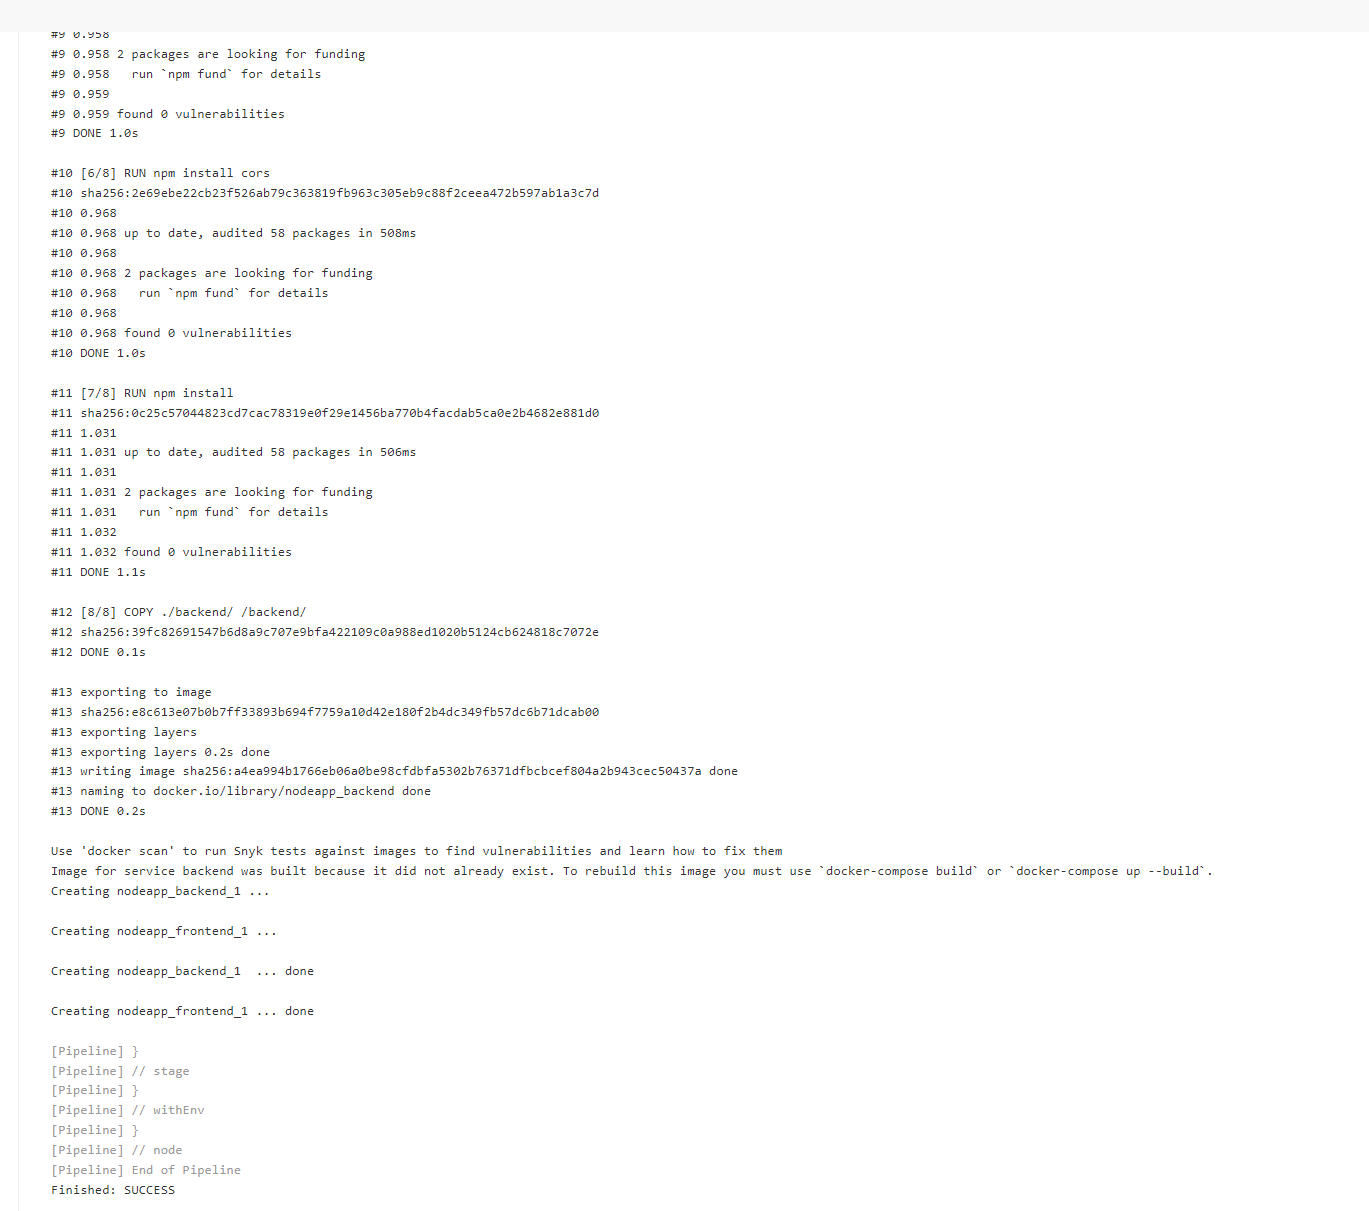 #9 0.958
#9 0.958 2 packages are looking for funding
#9 0.958   run `npm fund` for details
#9 0.959
#9 0.959 found 0 vulnerabilities
#9 DONE 1.0s

#10 [6/8] RUN npm install cors
#10 sha256:2e69ebe22cb23f526ab79c363819fb963c305eb9c88f2ceea472b597ab1a3c7d
#10 0.968
#10 0.968 up to date, audited 58 packages in 508ms
#10 0.968
#10 0.968 2 packages are looking for funding
#10 0.968   run `npm fund` for details
#10 0.968
#10 0.968 found 0 vulnerabilities
#10 DONE 1.0s

#11 [7/8] RUN npm install
#11 sha256:0c25c57044823cd7cac78319e0f29e1456ba770b4facdab5ca0e2b4682e881d0
#11 1.031
#11 1.031 up to date, audited 58 packages in 506ms
#11 1.031
#11 1.031 2 packages are looking for funding
#11 1.031   run `npm fund` for details
#11 1.032
#11 1.032 found 0 vulnerabilities
#11 DONE 1.1s

#12 [8/8] COPY ./backend/ /backend/
#12 sha256:39fc82691547b6d8a9c707e9bfa422109c0a988ed1020b5124cb624818c7072e
#12 DONE 0.1s

#13 exporting to image
#13 sha256:e8c613e07b0b7ff33893b694f7759a10d42e180f2b4dc349fb57dc6b71dcab00
#13 exporting layers
#13 exporting layers 0.2s done
#13 writing image sha256:a4ea994b1766eb06a0be98cfdbfa5302b76371dfbcbcef804a2b943cec50437a done
#13 naming to docker.io/library/nodeapp_backend done
#13 DONE 0.2s

Use 'docker scan' to run Snyk tests against images to find vulnerabilities and learn how to fix them
Image for service backend was built because it did not already exist. To rebuild this image you must use `docker-compose build` or `docker-compose up --build`.
Creating nodeapp_backend_1 ...

Creating nodeapp_frontend_1 ...

Creating nodeapp_backend_1  ... done

Creating nodeapp_frontend_1 ... done

[Pipeline] }
[Pipeline] // stage
[Pipeline] }
[Pipeline] // withEnv
[Pipeline] }
[Pipeline] // node
[Pipeline] End of Pipeline
Finished: SUCCESS